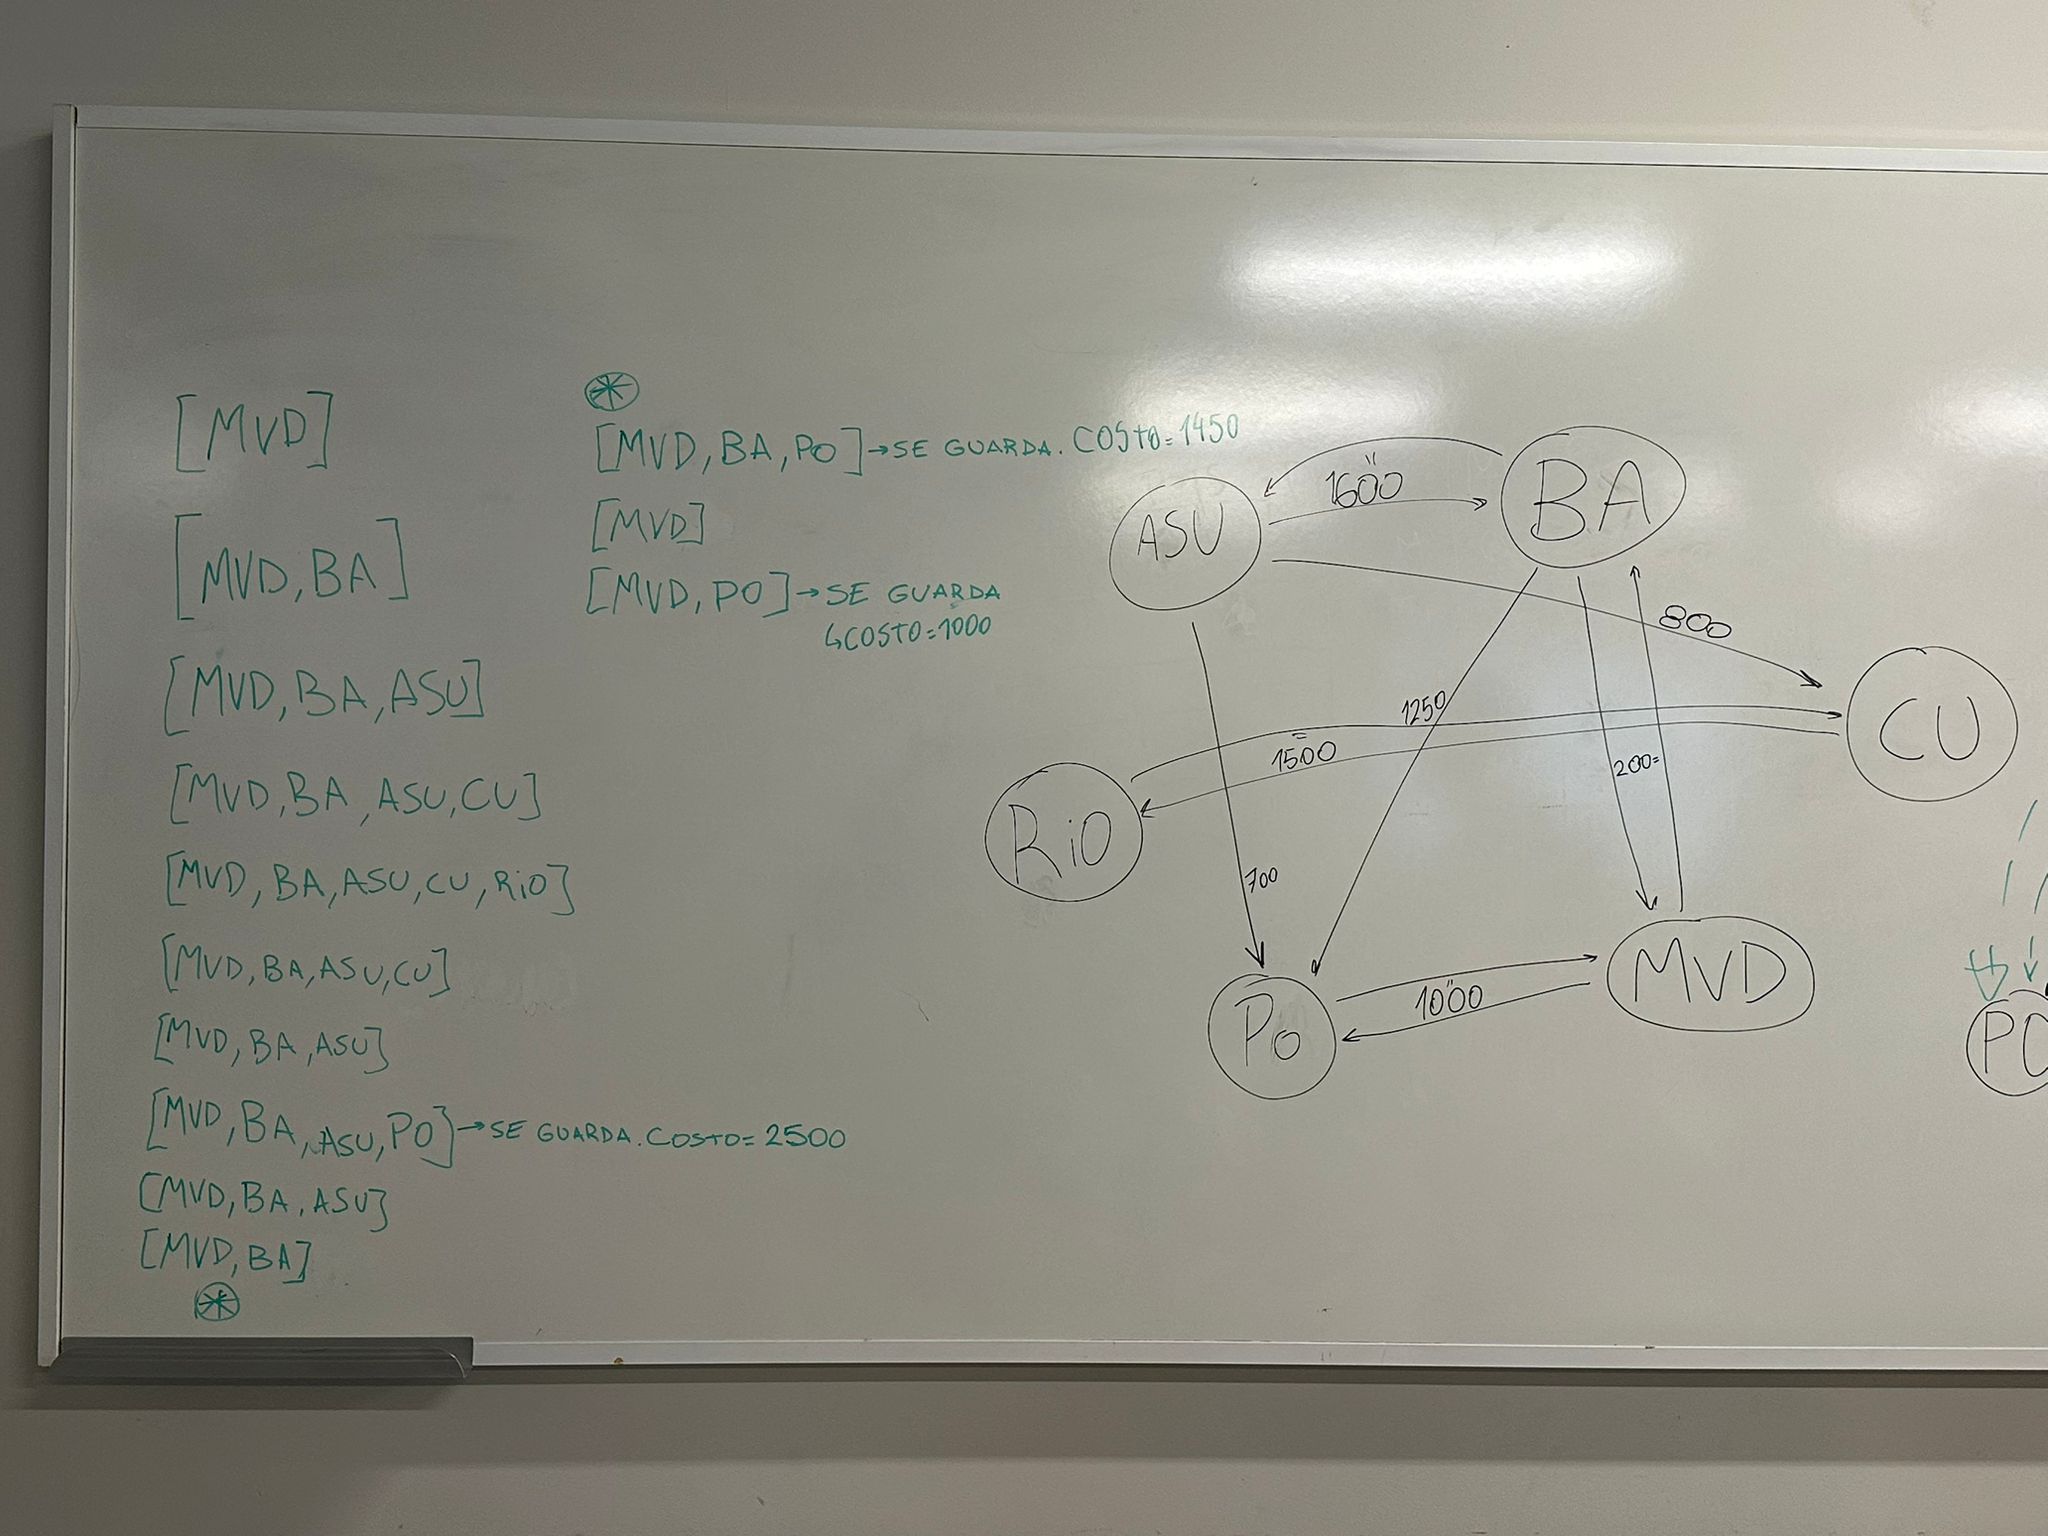 [MVD]
[MVD, BA]
[MVD, BA, ASU]
[MVD, BA, ASU, CU]
[MVD, BA, ASU, CU, RiO]
[MVD, BA, ASU, CU]
[MVD, BA, ASU]
[MVD, BA, ASU, PO] → SE GUARDA. COSTO = 2500
[MVD, BA, ASU]
[MVD, BA]
[MVD, BA, PO] → SE GUARDA. COSTO = 1450
[MVD]
[MVD, PO] → SE GUARDA
↳ COSTO = 1000
ASU
1600
BA
800
CU
1250
1500
RiO
200
700
PO
1000
MVD
PO